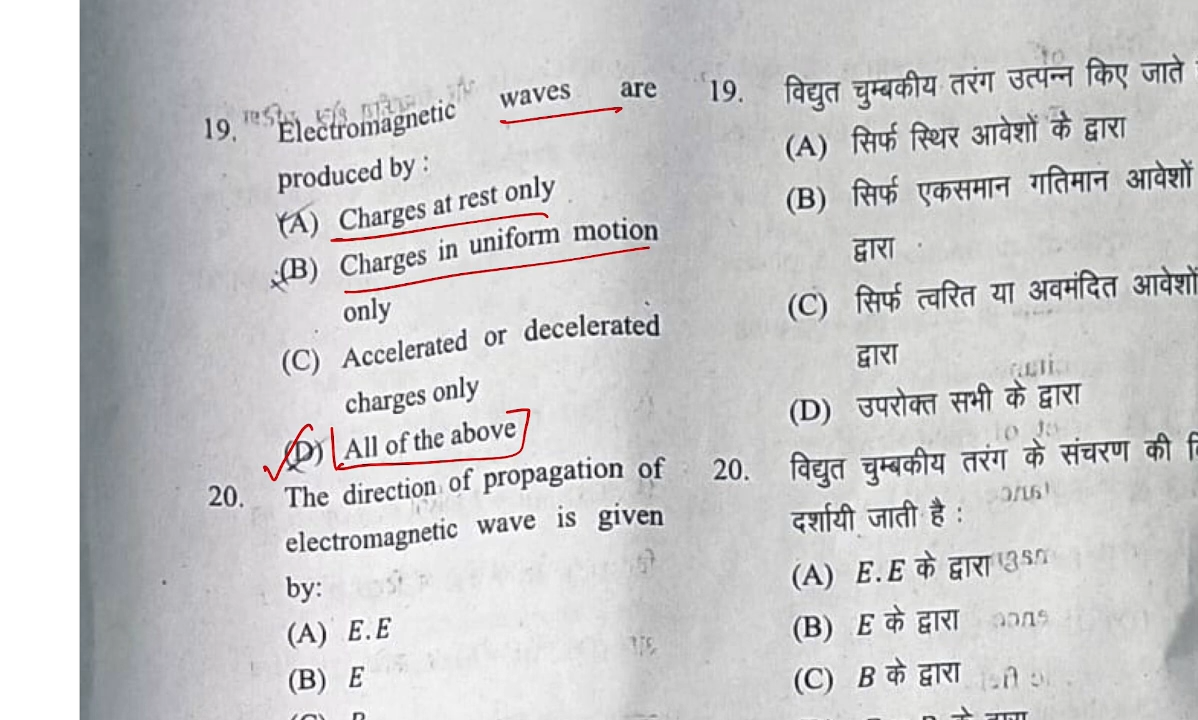 19. Electromagnetic waves are
produced by :
(A) Charges at rest only
(B) Charges in uniform motion
only
(C) Accelerated or decelerated
charges only
(D) All of the above
20. The direction of propagation of
electromagnetic wave is given
by:
(A) E.E
(B) E
19. विद्युत चुम्बकीय तरंग उत्पन्न किए जाते
(A) सिर्फ स्थिर आवेशों के द्वारा
(B) सिर्फ एकसमान गतिमान आवेशों
द्वारा
(C) सिर्फ त्वरित या अवमंदित आवेशों
द्वारा
(D) उपरोक्त सभी के द्वारा
20. विद्युत चुम्बकीय तरंग के संचरण की
दर्शायी जाती है :
(A) E.E के द्वारा
(B) E के द्वारा
(C) B के द्वारा